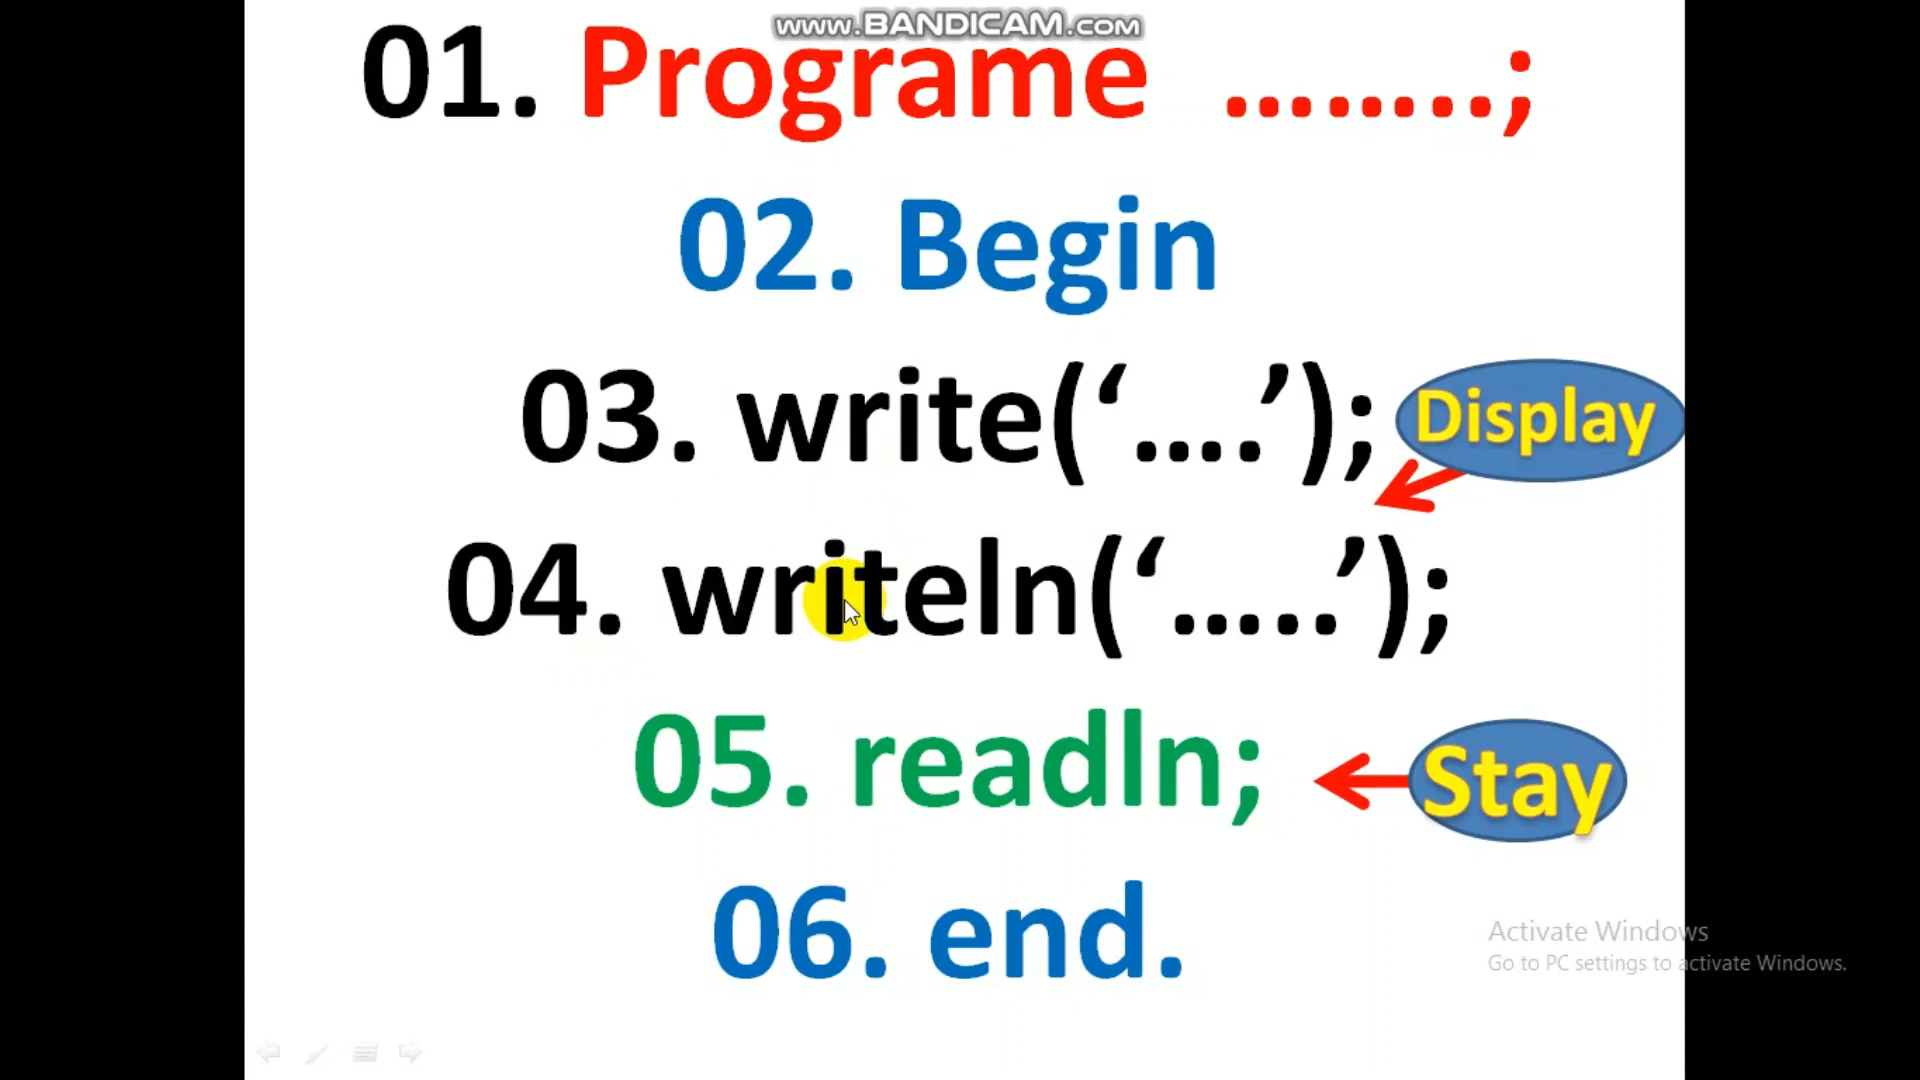 www.BANDICAM.com
01. Programe ........;
02. Begin
03. write(‘....’); Display
04. writeln(‘.....’);
05. readln; Stay
06. end.
Activate Windows
Go to PC settings to activate Windows.